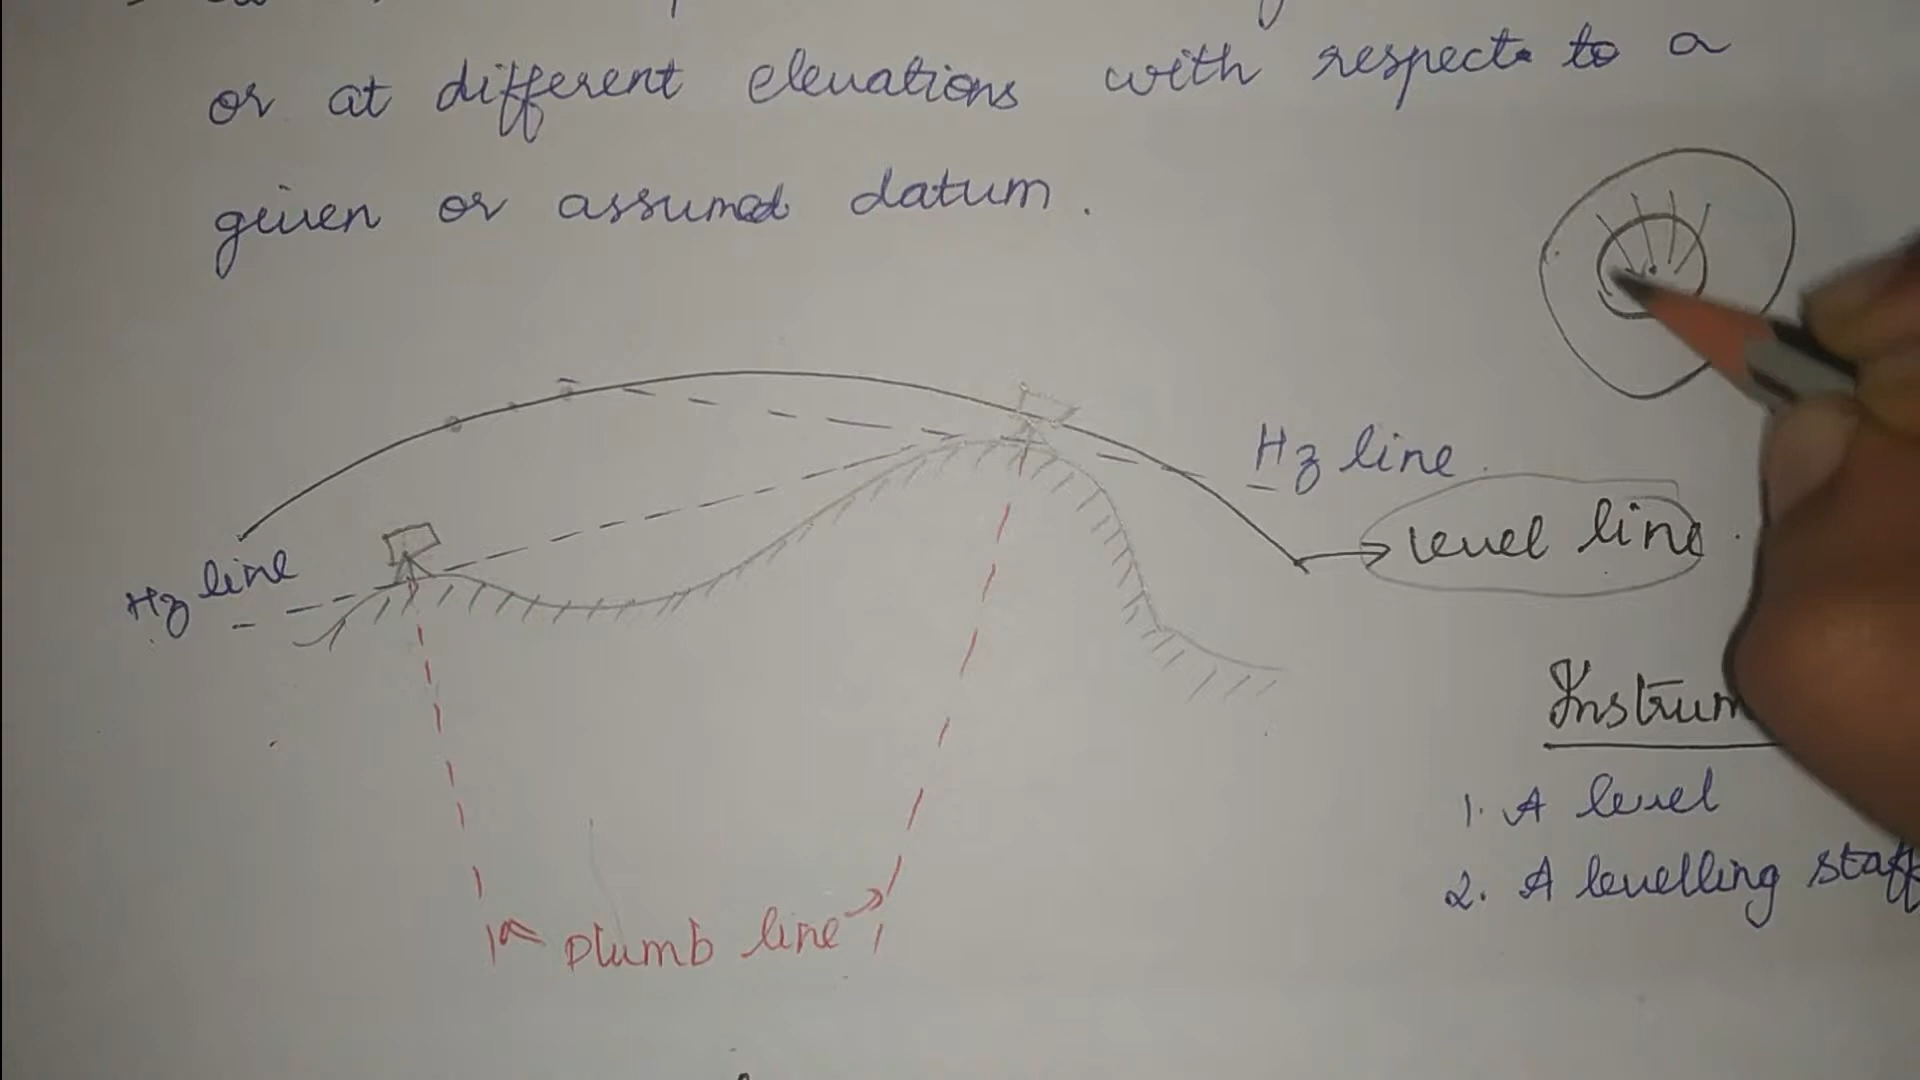 or at different elevations with respect to a
given or assumed datum.
Hz line
level line
Hz line
Instrum
1. A level
2. A levelling staff
plumb line